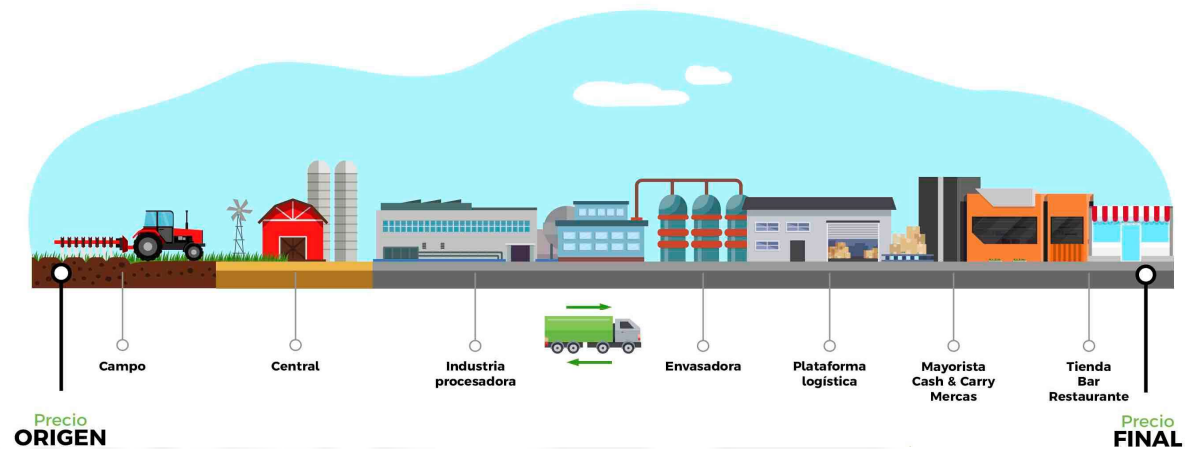 Campo
Central
Industria
procesadora
Envasadora
Plataforma
logística
Mayorista
Cash & Carry
Mercas
Tienda
Bar
Restaurante
Precio
ORIGEN
Precio
FINAL